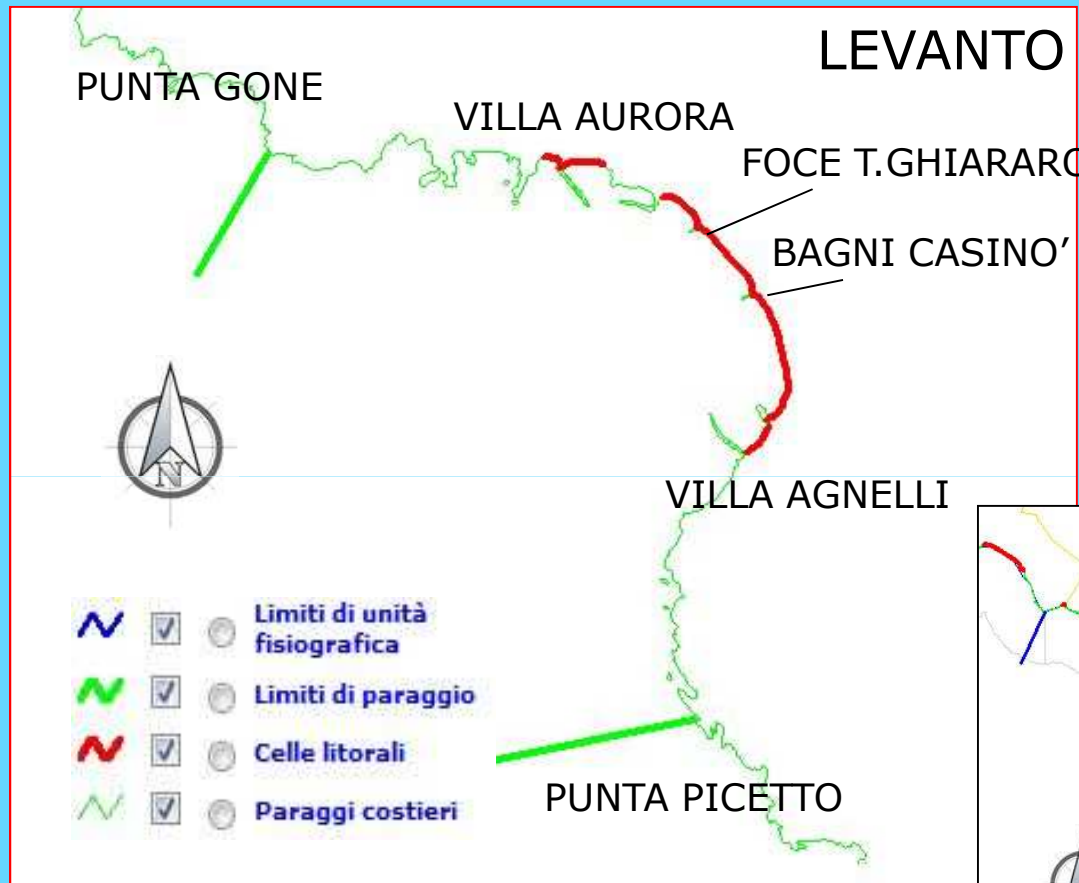 LEVANTO
PUNTA GONE
VILLA AURORA
FOCE T.GHIARARO
BAGNI CASINO’
N
VILLA AGNELLI
Limiti di unità
fisiografica
Limiti di paraggio
Celle litorali
Paraggi costieri
PUNTA PICETTO